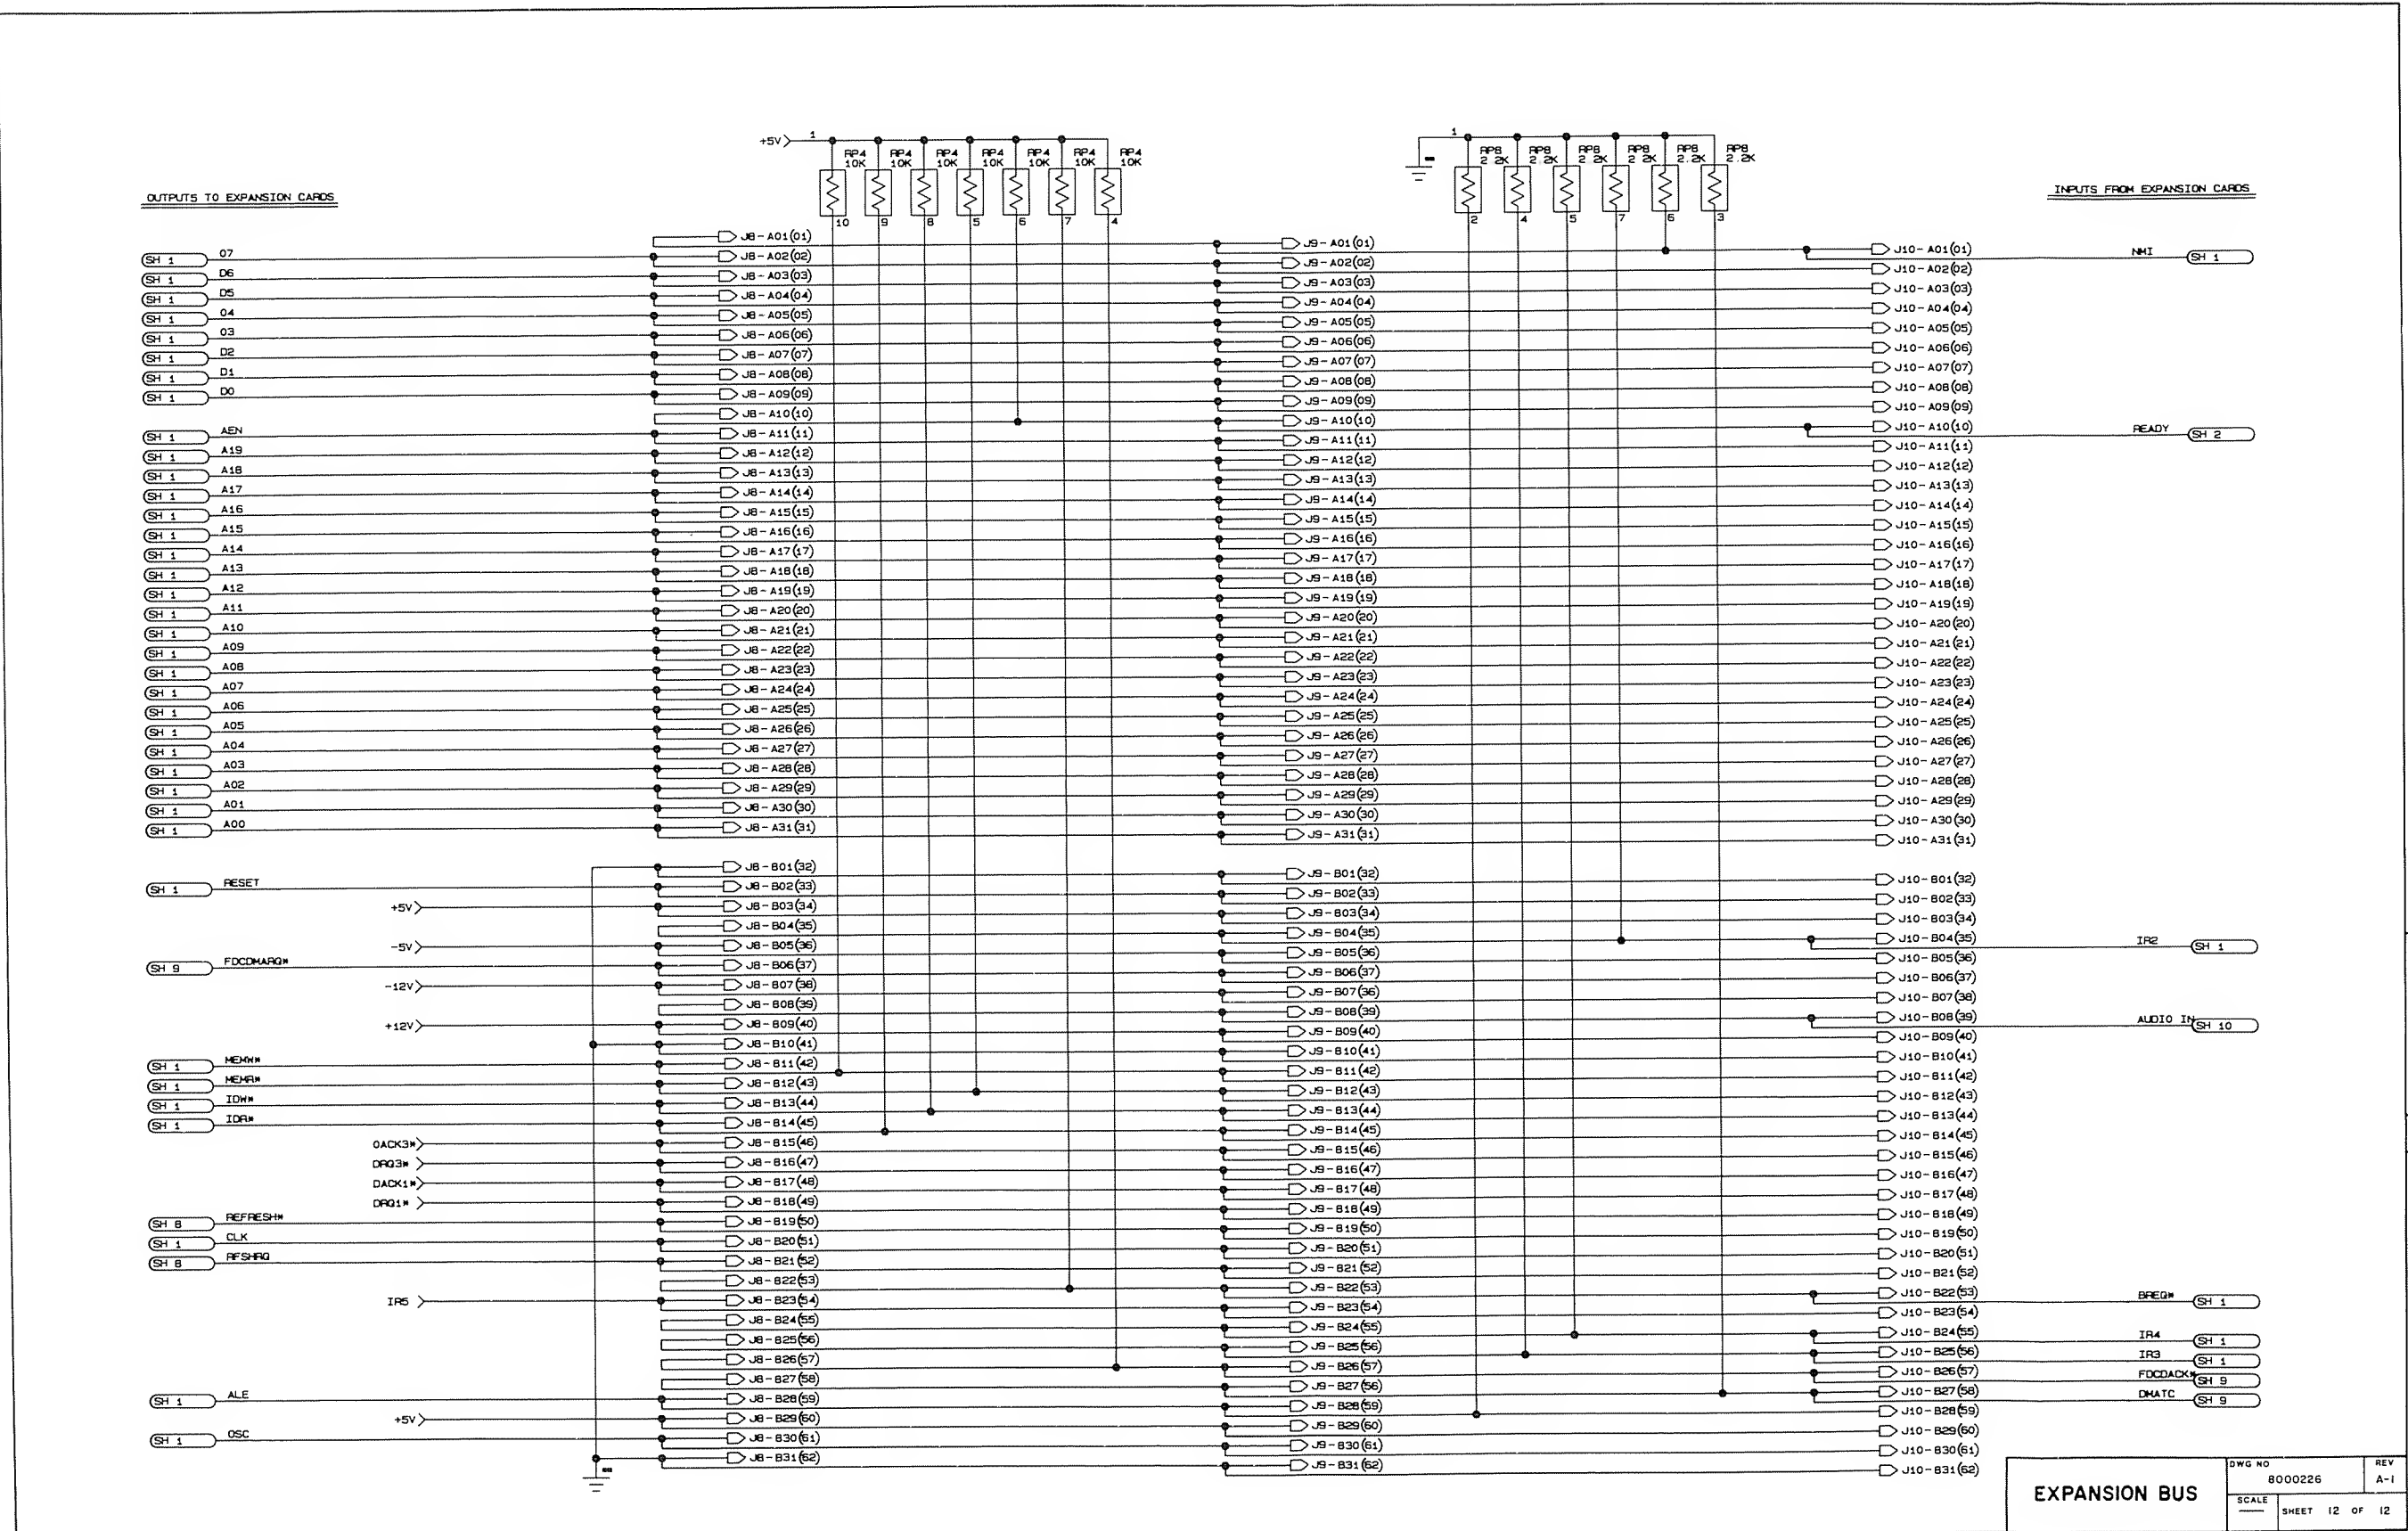 +5V 1
RP4 RP4 RP4 RP4 RP4 RP4 RP4
10K 10K 10K 10K 10K 10K 10K
10 9 8 5 6 7 4
1
RP8 RP8 RP8 RP8 RP8 RP8
2 2K 2.2K 2 2K 2 2K 2.2K 2.2K
2 4 5 7 6 3
OUTPUTS TO EXPANSION CARDS
INPUTS FROM EXPANSION CARDS
J8-A01(01) J9-A01(01) J10-A01(01) NMI SH 1
SH 1 07 J8-A02(02) J9-A02(02) J10-A02(02)
SH 1 D6 J8-A03(03) J9-A03(03) J10-A03(03)
SH 1 D5 J8-A04(04) J9-A04(04) J10-A04(04)
SH 1 04 J8-A05(05) J9-A05(05) J10-A05(05)
SH 1 03 J8-A06(06) J9-A06(06) J10-A06(06)
SH 1 D2 J8-A07(07) J9-A07(07) J10-A07(07)
SH 1 D1 J8-A08(08) J9-A08(08) J10-A08(08)
SH 1 D0 J8-A09(09) J9-A09(09) J10-A09(09)
J8-A10(10) J9-A10(10) J10-A10(10) READY SH 2
SH 1 AEN J8-A11(11) J9-A11(11) J10-A11(11)
SH 1 A19 J8-A12(12) J9-A12(12) J10-A12(12)
SH 1 A18 J8-A13(13) J9-A13(13) J10-A13(13)
SH 1 A17 J8-A14(14) J9-A14(14) J10-A14(14)
SH 1 A16 J8-A15(15) J9-A15(15) J10-A15(15)
SH 1 A15 J8-A16(16) J9-A16(16) J10-A16(16)
SH 1 A14 J8-A17(17) J9-A17(17) J10-A17(17)
SH 1 A13 J8-A18(18) J9-A18(18) J10-A18(18)
SH 1 A12 J8-A19(19) J9-A19(19) J10-A19(19)
SH 1 A11 J8-A20(20) J9-A20(20) J10-A20(20)
SH 1 A10 J8-A21(21) J9-A21(21) J10-A21(21)
SH 1 A09 J8-A22(22) J9-A22(22) J10-A22(22)
SH 1 A08 J8-A23(23) J9-A23(23) J10-A23(23)
SH 1 A07 J8-A24(24) J9-A24(24) J10-A24(24)
SH 1 A06 J8-A25(25) J9-A25(25) J10-A25(25)
SH 1 A05 J8-A26(26) J9-A26(26) J10-A26(26)
SH 1 A04 J8-A27(27) J9-A27(27) J10-A27(27)
SH 1 A03 J8-A28(28) J9-A28(28) J10-A28(28)
SH 1 A02 J8-A29(29) J9-A29(29) J10-A29(29)
SH 1 A01 J8-A30(30) J9-A30(30) J10-A30(30)
SH 1 A00 J8-A31(31) J9-A31(31) J10-A31(31)
J8-B01(32) J9-B01(32) J10-B01(32)
SH 1 RESET J8-B02(33) J9-B02(33) J10-B02(33)
+5V J8-B03(34) J9-B03(34) J10-B03(34)
J8-B04(35) J9-B04(35) J10-B04(35) IR2 SH 1
-5V J8-B05(36) J9-B05(36) J10-B05(36)
SH 9 FDCDMARQ* J8-B06(37) J9-B06(37) J10-B06(37)
-12V J8-B07(38) J9-B07(36) J10-B07(38)
J8-B08(39) J9-B08(39) J10-B08(39) AUDIO IN SH 10
+12V J8-B09(40) J9-B09(40) J10-B09(40)
J8-B10(41) J9-B10(41) J10-B10(41)
SH 1 MEMW* J8-B11(42) J9-B11(42) J10-B11(42)
SH 1 MEMR* J8-B12(43) J9-B12(43) J10-B12(43)
SH 1 IOW* J8-B13(44) J9-B13(44) J10-B13(44)
SH 1 IOR* J8-B14(45) J9-B14(45) J10-B14(45)
DACK3* J8-B15(46) J9-B15(46) J10-B15(46)
DRQ3* J8-B16(47) J9-B16(47) J10-B16(47)
DACK1* J8-B17(48) J9-B17(48) J10-B17(48)
DRQ1* J8-B18(49) J9-B18(49) J10-B18(49)
SH 8 REFRESH* J8-B19(50) J9-B19(50) J10-B19(50)
SH 1 CLK J8-B20(51) J9-B20(51) J10-B20(51)
SH 8 RFSHRQ J8-B21(52) J9-B21(52) J10-B21(52)
J8-B22(53) J9-B22(53) J10-B22(53) BREQ* SH 1
IR5 J8-B23(54) J9-B23(54) J10-B23(54)
J8-B24(55) J9-B24(55) J10-B24(55) IR4 SH 1
J8-B25(56) J9-B25(56) J10-B25(56) IR3 SH 1
J8-B26(57) J9-B26(57) J10-B26(57) FDCDACK* SH 9
J8-B27(58) J9-B27(56) J10-B27(58) DMATC SH 9
SH 1 ALE J8-B28(59) J9-B28(59) J10-B28(59)
+5V J8-B29(60) J9-B29(60) J10-B29(60)
SH 1 OSC J8-B30(61) J9-B30(61) J10-B30(61)
J8-B31(62) J9-B31(62) J10-B31(62)
EXPANSION BUS
DWG NO
8000226
REV
A-1
SCALE
SHEET 12 OF 12